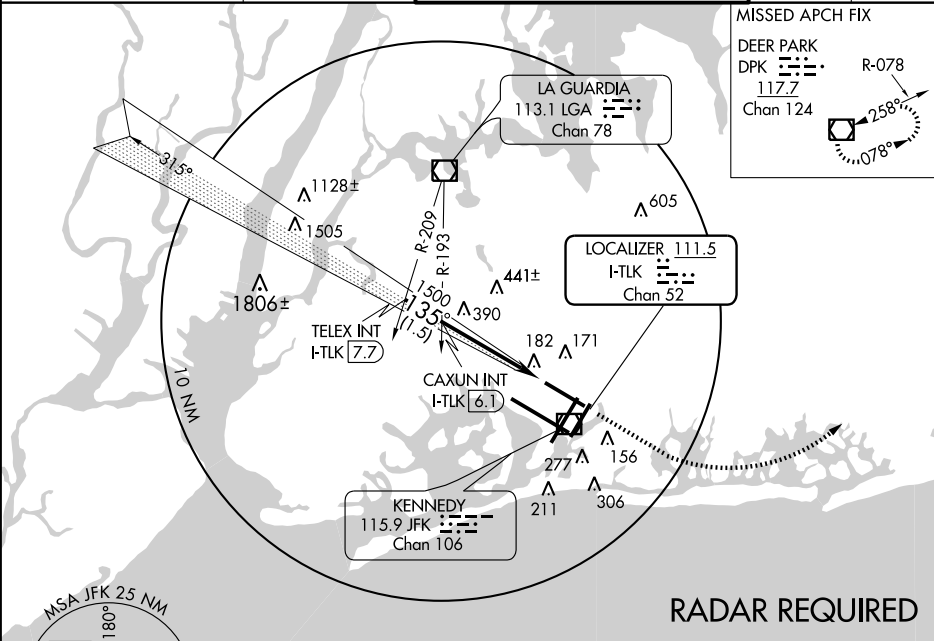 MISSED APCH FIX
DEER PARK
DPK
117.7
Chan 124
R-078
258°
078°
LA GUARDIA
113.1 LGA
Chan 78
315°
1128±
1505
1806±
R-209
R-193
605
LOCALIZER 111.5
I-TLK
Chan 52
441±
1500
135°
(1.5)
390
TELEX INT
I-TLK 7.7
182
171
CAXUN INT
I-TLK 6.1
10 NM
277
156
211
306
KENNEDY
115.9 JFK
Chan 106
MSA JFK 25 NM
180°
RADAR REQUIRED